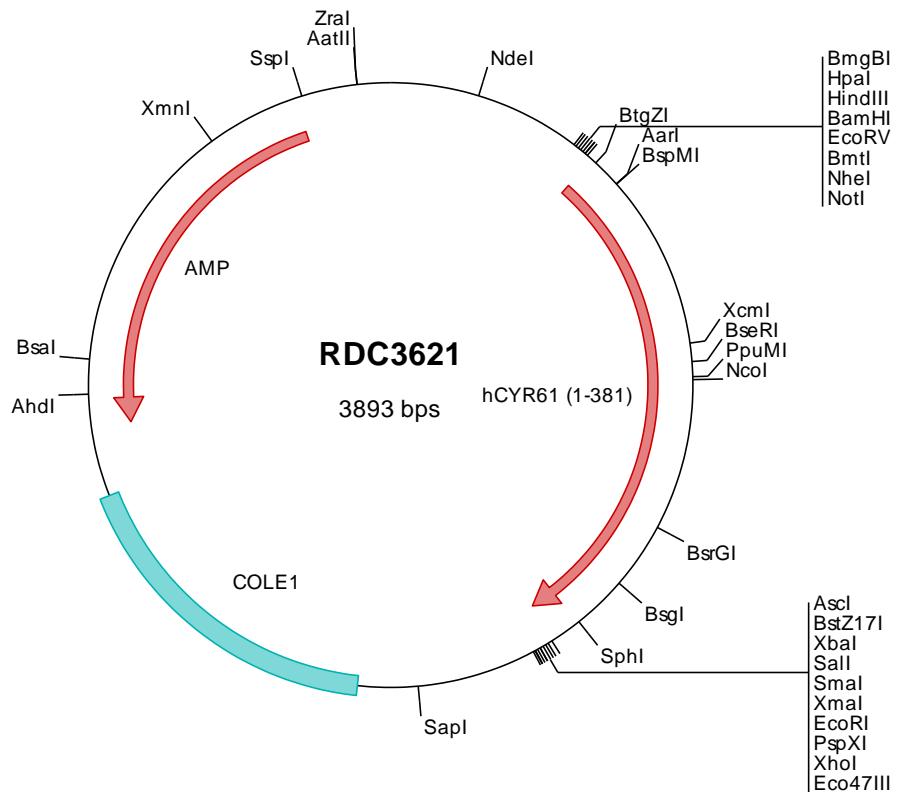 ZraI
AatII
SspI
NdeI
XmnI
BtgZI
AarI
BspMI
BmgBI
HpaI
HindIII
BamHI
EcoRV
BmtI
NheI
NotI
AMP
BsaI
AhdI
RDC3621
3893 bps
hCYR61 (1-381)
XcmI
BseRI
PpuMI
NcoI
BsrGI
BsgI
SphI
COLE1
SapI
AscI
BstZ17I
XbaI
SalI
SmaI
XmaI
EcoRI
PspXI
XhoI
Eco47III